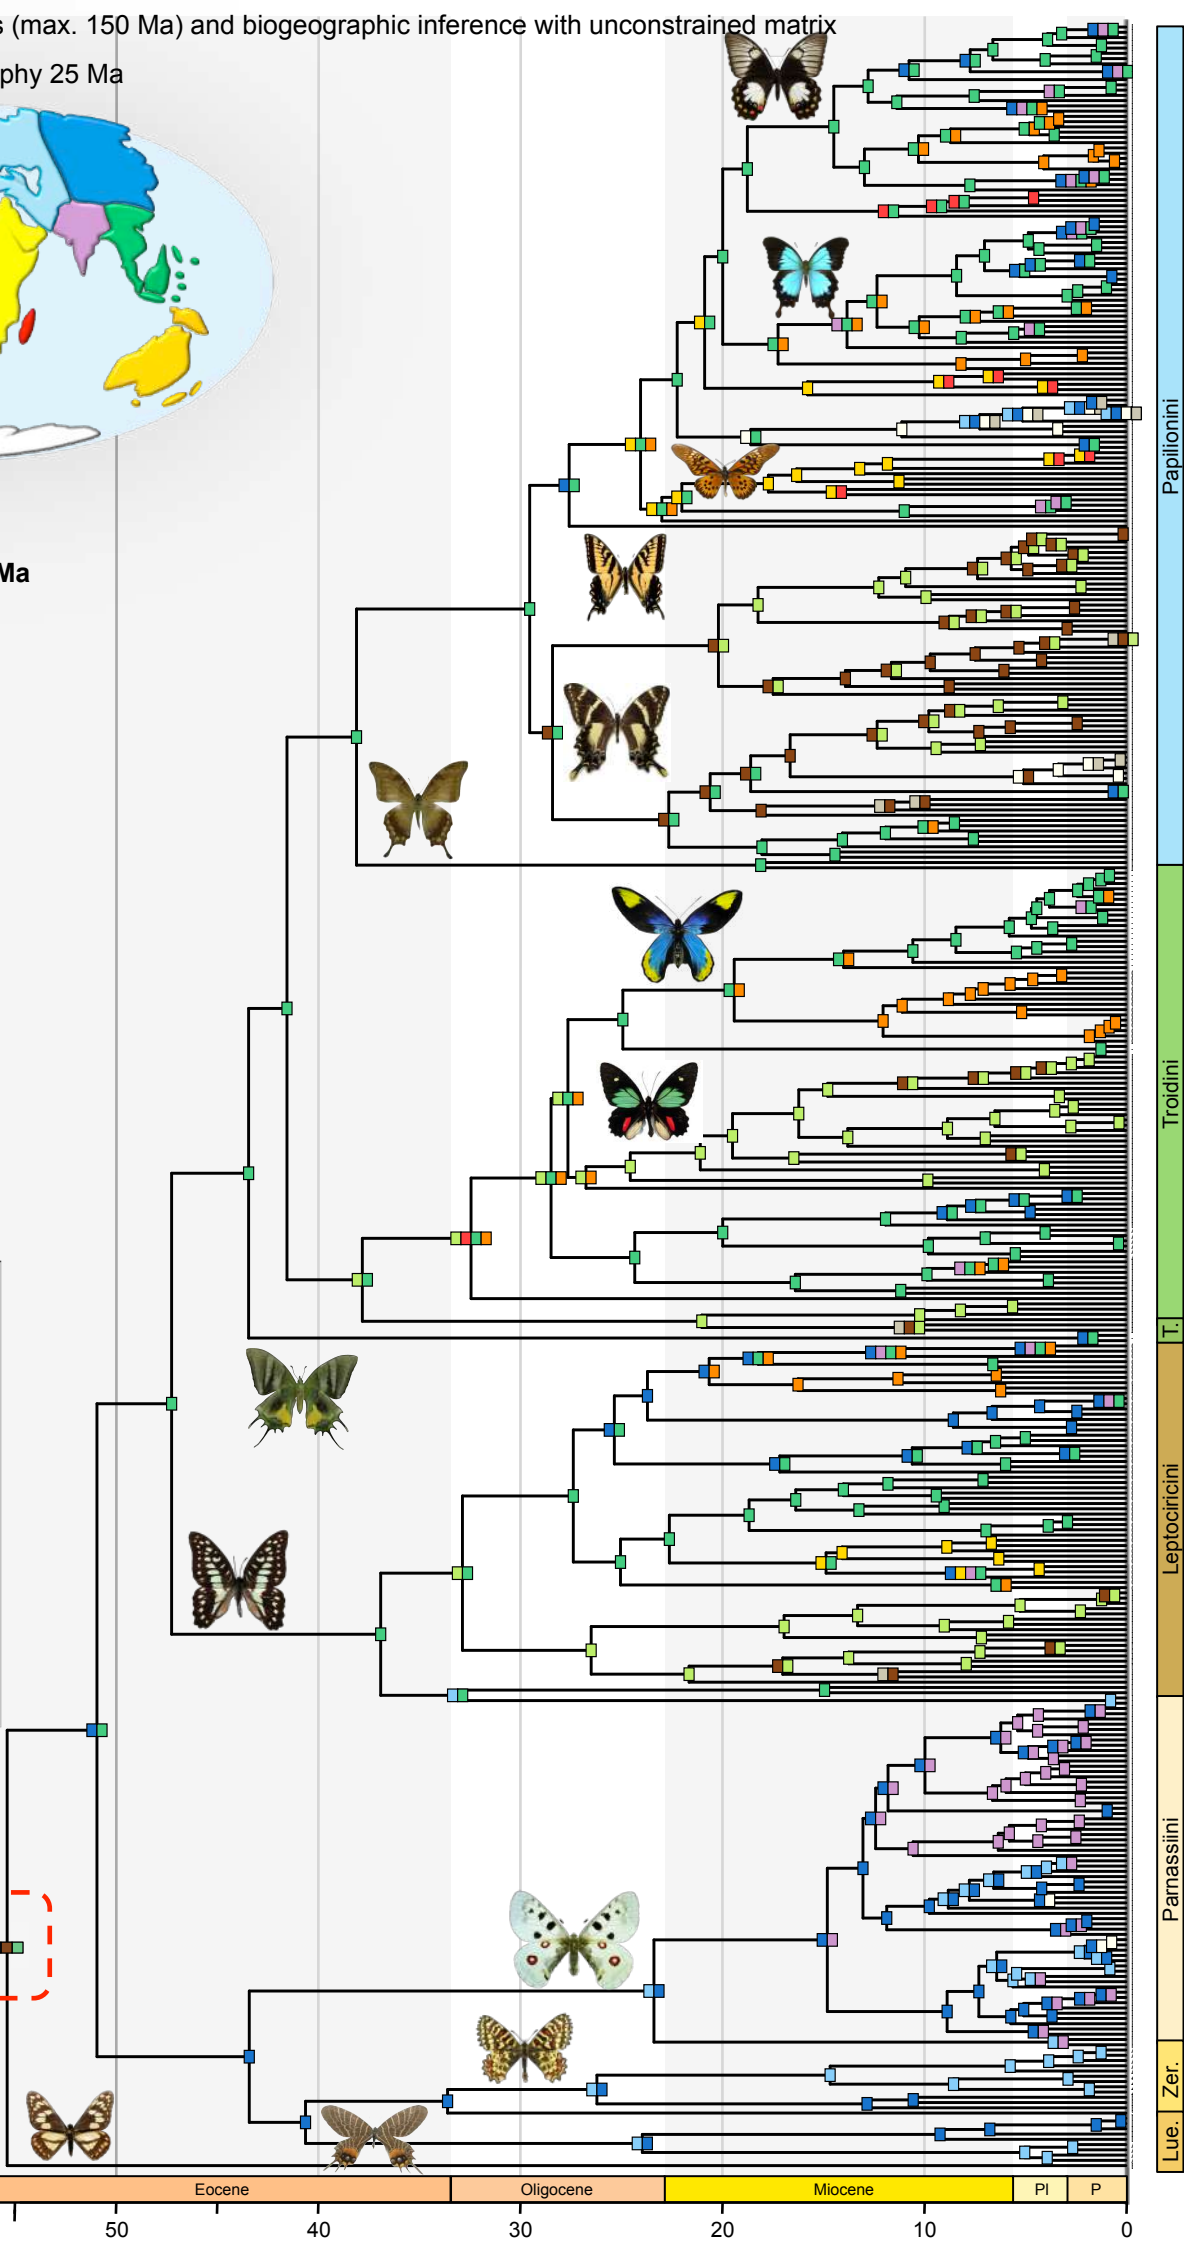 s (max. 150 Ma) and biogeographic inference with unconstrained matrix
phy 25 Ma
Ma
Papilionini
Troidini
T.
Leptociricini
Parnassiini
Zer.
Lue.
Eocene
Oligocene
Miocene
Pl
P
50
40
30
20
10
0